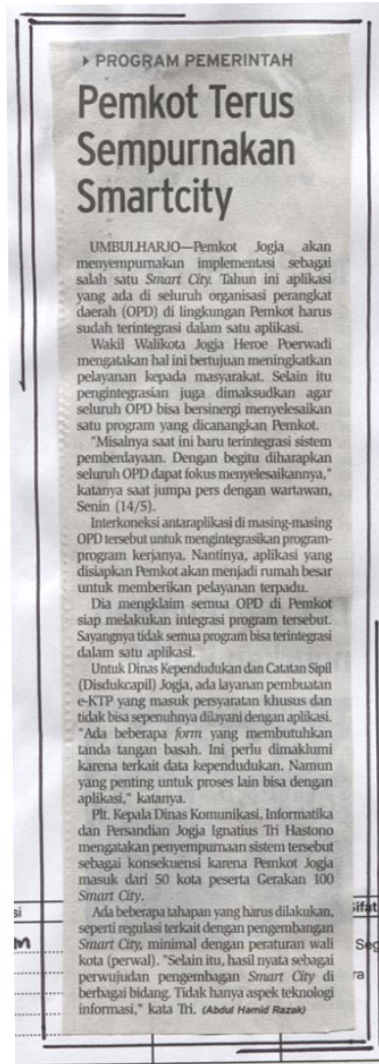 ▸ PROGRAM PEMERINTAH
Pemkot Terus
Sempurnakan
Smartcity
UMBULHARJO—Pemkot Jogja akan
menyempurnakan implementasi sebagai
salah satu Smart City. Tahun ini aplikasi
yang ada di seluruh organisasi perangkat
daerah (OPD) di lingkungan Pemkot harus
sudah terintegrasi dalam satu aplikasi.
Wakil Walikota Jogja Heroe Poerwadi
mengatakan hal ini bertujuan meningkatkan
pelayanan kepada masyarakat. Selain itu
pengintegrasian juga dimaksudkan agar
seluruh OPD bisa bersinergi menyelesaikan
satu program yang dicanangkan Pemkot.
"Misalnya saat ini baru terintegrasi sistem
pemberdayaan. Dengan begitu diharapkan
seluruh OPD dapat fokus menyelesaikannya,"
katanya saat jumpa pers dengan wartawan,
Senin (14/5).
Interkoneksi antaraplikasi di masing-masing
OPD tersebut untuk mengintegrasikan program-
program kerjanya. Nantinya, aplikasi yang
disiapkan Pemkot akan menjadi rumah besar
untuk memberikan pelayanan terpadu.
Dia mengklaim semua OPD di Pemkot
siap melakukan integrasi program tersebut.
Sayangnya tidak semua program bisa terintegrasi
dalam satu aplikasi.
Untuk Dinas Kependudukan dan Catatan Sipil
(Disdukcapil) Jogja, ada layanan pembuatan
e-KTP yang masuk persyaratan khusus dan
tidak bisa sepenuhnya dilayani dengan aplikasi.
"Ada beberapa form yang membutuhkan
tanda tangan basah. Ini perlu dimaklumi
karena terkait data kependudukan. Namun
yang penting untuk proses lain bisa dengan
aplikasi," katanya.
Plt. Kepala Dinas Komunikasi, Informatika
dan Persandian Jogja Ignatius Tri Hastono
mengatakan penyempurnaan sistem tersebut
sebagai konsekuensi karena Pemkot Jogja
masuk dari 50 kota peserta Gerakan 100
Smart City.
Ada beberapa tahapan yang harus dilakukan,
seperti regulasi terkait dengan pengembangan
Smart City, minimal dengan peraturan wali
kota (perwal). "Selain itu, hasil nyata sebagai
perwujudan pengembagan Smart City di
berbagai bidang. Tidak hanya aspek teknologi
informasi," kata Tri. (Abdul Hamid Razak)